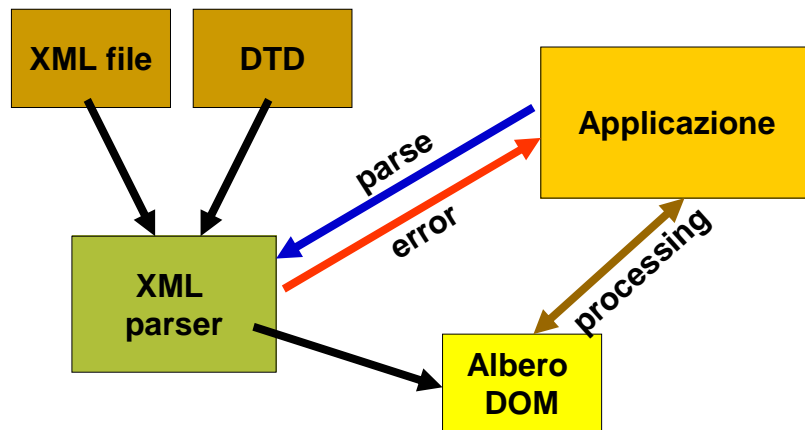 XML file
DTD
Applicazione
parse
error
processing
XML
parser
Albero
DOM